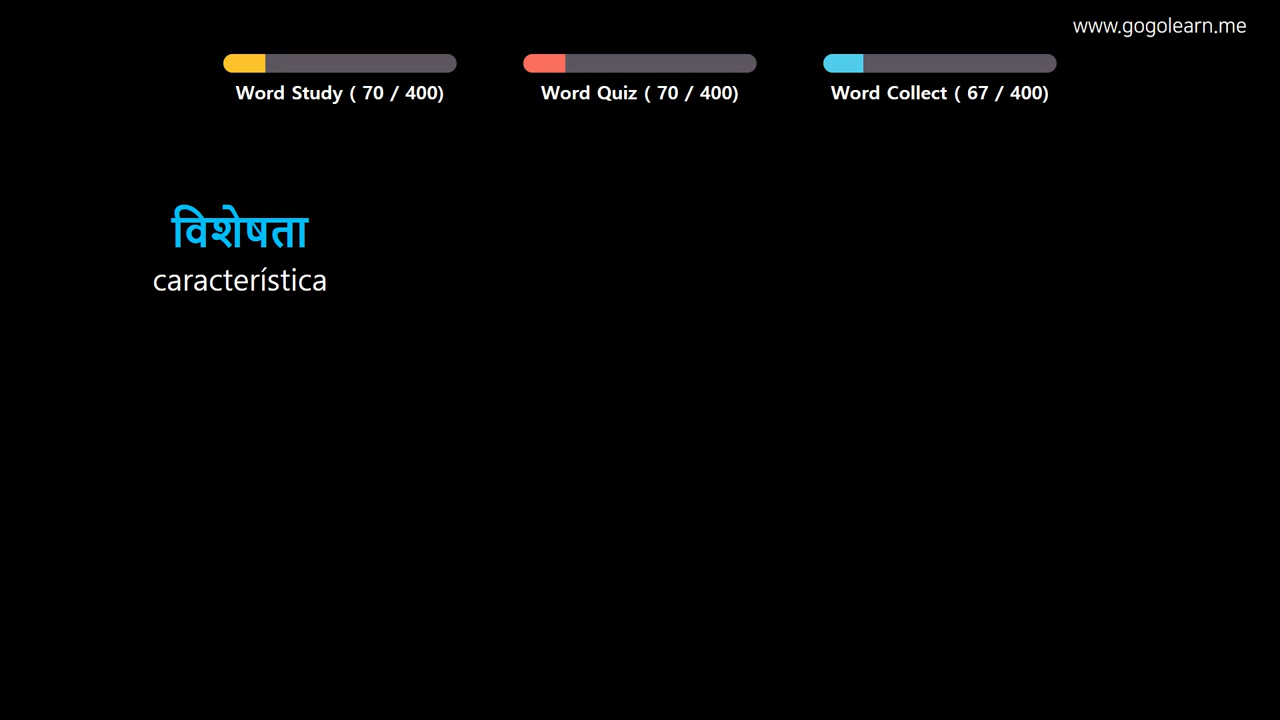 www.gogolearn.me
Word Study ( 70 / 400)
Word Quiz ( 70 / 400)
Word Collect ( 67 / 400)
विशेषता
característica